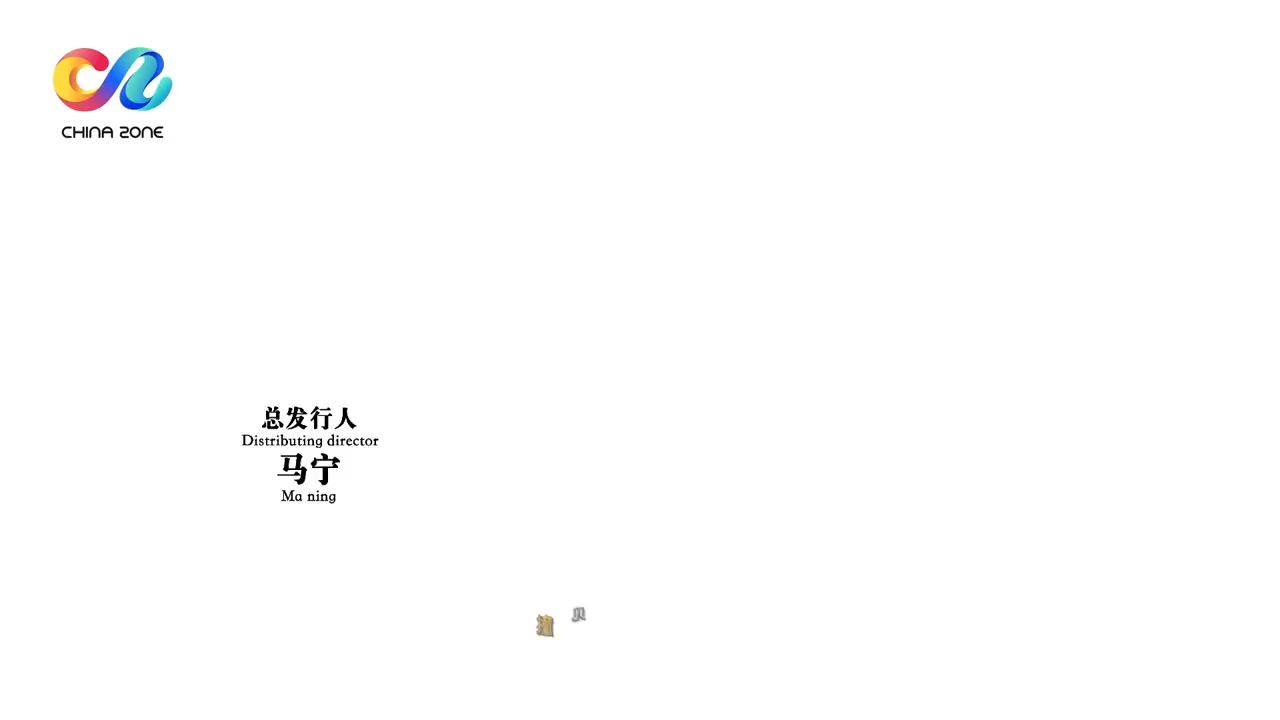 CHINA ZONE
总发行人
Distributing director
马宁
Ma ning